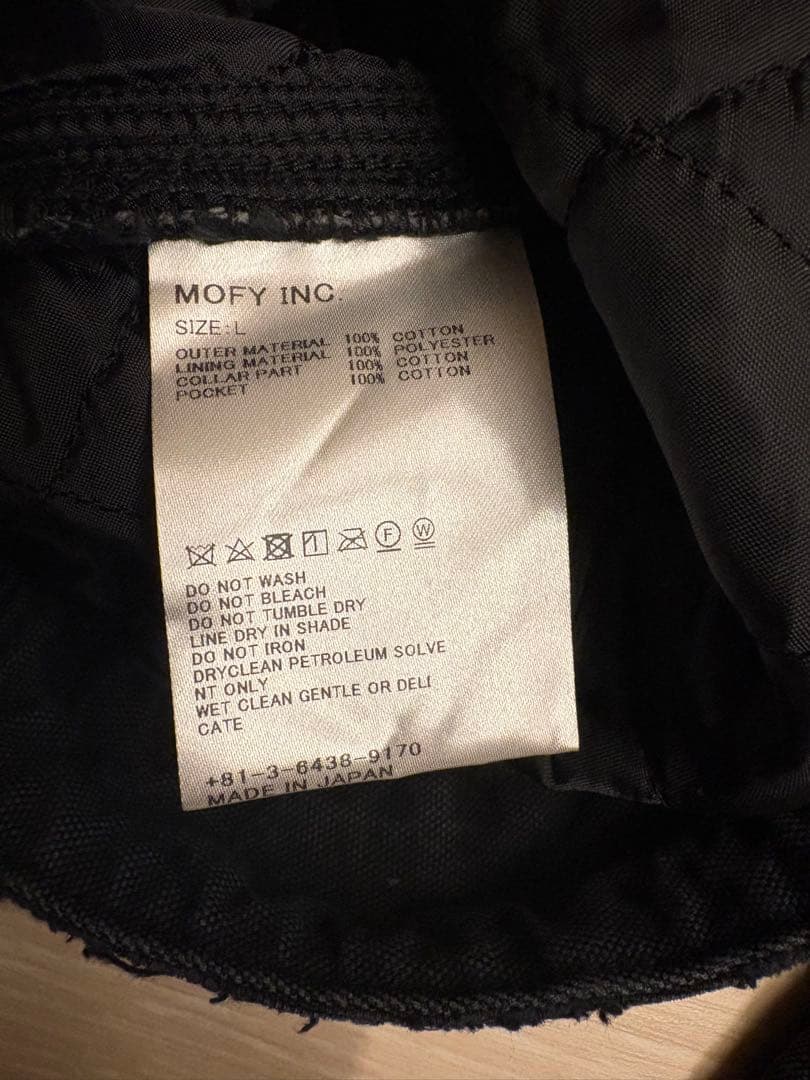 MOFY INC.
SIZE:L
OUTER MATERIAL 100% COTTON
LINING MATERIAL 100% POLYESTER
COLLAR PART 100% COTTON
POCKET 100% COTTON
F W
DO NOT WASH
DO NOT BLEACH
DO NOT TUMBLE DRY
LINE DRY IN SHADE
DO NOT IRON
DRYCLEAN PETROLEUM SOLVE
NT ONLY
WET CLEAN GENTLE OR DELI
CATE
+81-3-6438-9170
MADE IN JAPAN